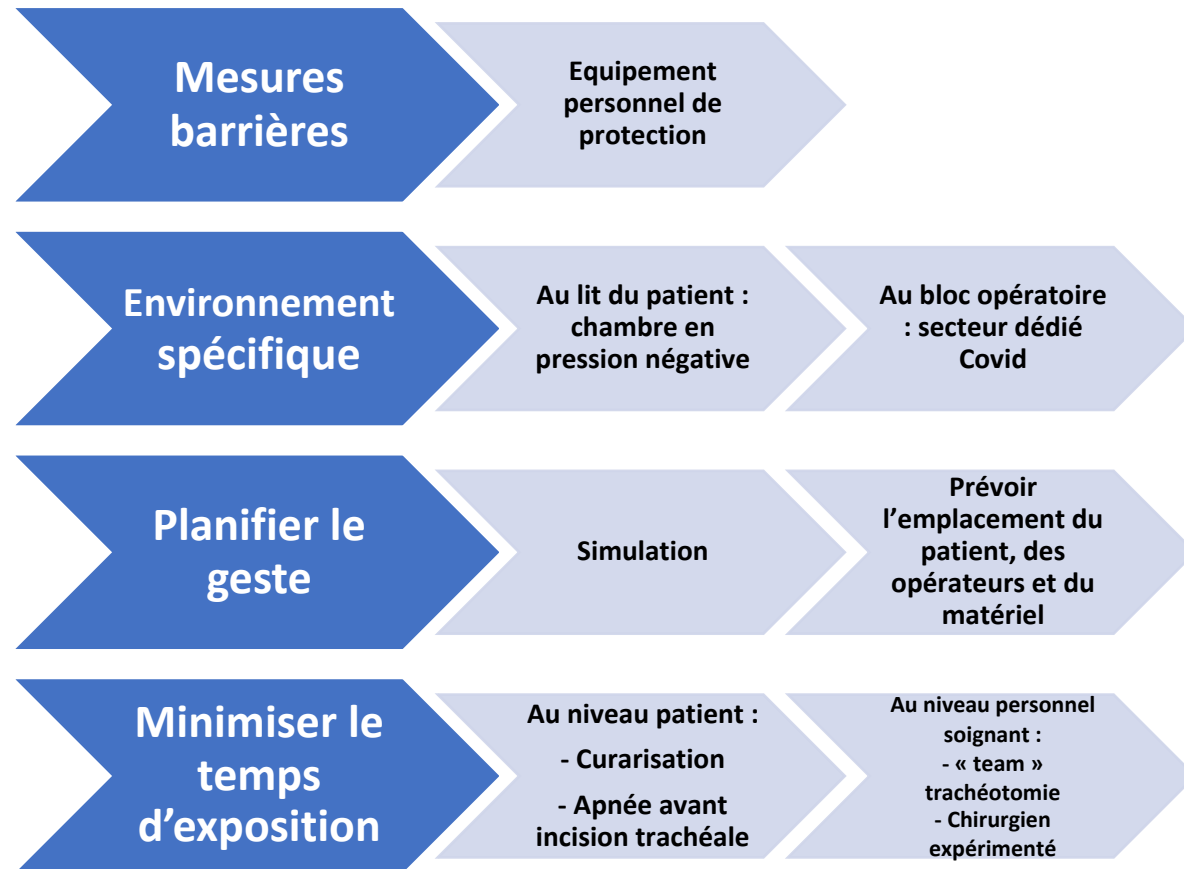 Mesures
barrières
Equipement
personnel de
protection
Environnement
spécifique
Au lit du patient :
chambre en
pression négative
Au bloc opératoire
: secteur dédié
Covid
Planifier le
geste
Simulation
Prévoir
l’emplacement du
patient, des
opérateurs et du
matériel
Minimiser le
temps
d’exposition
Au niveau patient :
- Curarisation
- Apnée avant
incision trachéale
Au niveau personnel
soignant :
- « team »
trachéotomie
- Chirurgien
expérimenté